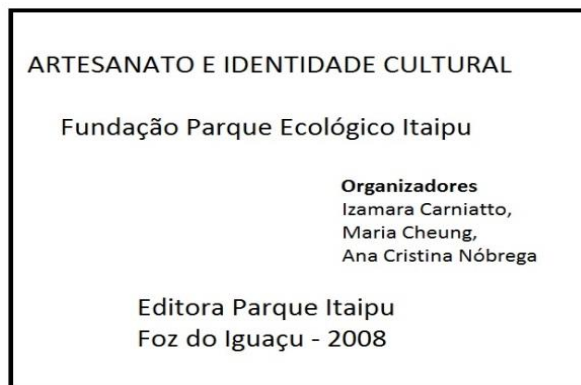 ARTESANATO E IDENTIDADE CULTURAL
Fundação Parque Ecológico Itaipu
Organizadores
Izamara Carniatto,
Maria Cheung,
Ana Cristina Nóbrega
Editora Parque Itaipu
Foz do Iguaçu - 2008